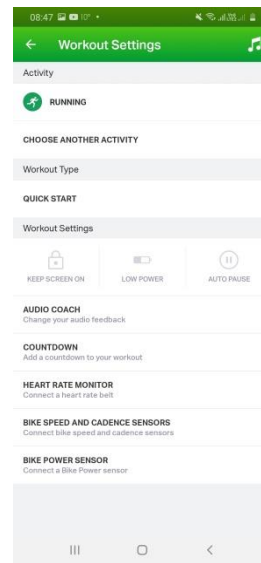 08:47 10°
Workout Settings
Activity
RUNNING
CHOOSE ANOTHER ACTIVITY
Workout Type
QUICK START
Workout Settings
KEEP SCREEN ON LOW POWER AUTO PAUSE
AUDIO COACH
Change your audio feedback
COUNTDOWN
Add a countdown to your workout
HEART RATE MONITOR
Connect a heart rate belt
BIKE SPEED AND CADENCE SENSORS
Connect bike speed and cadence sensors
BIKE POWER SENSOR
Connect a Bike Power sensor